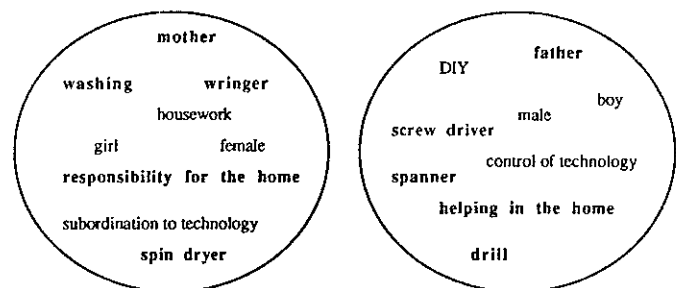 mother
washing wringer
housework
girl female
responsibility for the home
subordination to technology
spin dryer
father
DIY
boy
male
screw driver
control of technology
spanner
helping in the home
drill